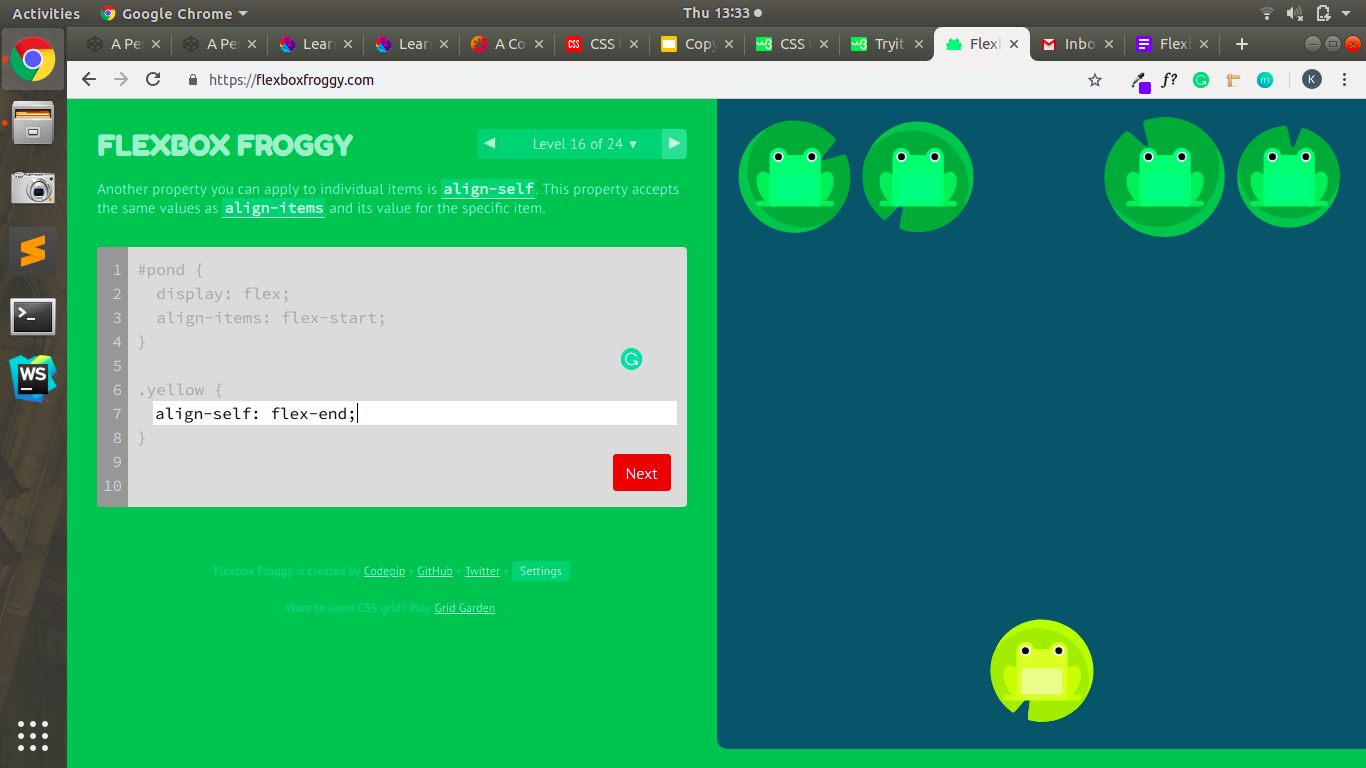 Activities Google Chrome ▾ Thu 13:33 ●
A Pe A Pe Lear Lear A Co CSS Copy CSS Tryit Flex Inbo Flex
https://flexboxfroggy.com f? m K
FLEXBOX FROGGY
◀ Level 16 of 24 ▾ ▶
Another property you can apply to individual items is align-self. This property accepts
the same values as align-items and its value for the specific item.
1 #pond {
2 display: flex;
3 align-items: flex-start;
4 }
5
6 .yellow {
7 align-self: flex-end;
8 }
9
10
Next
Flexbox Froggy is created by Codepip • GitHub • Twitter • Settings
Want to learn CSS grid? Play Grid Garden
>_
WS